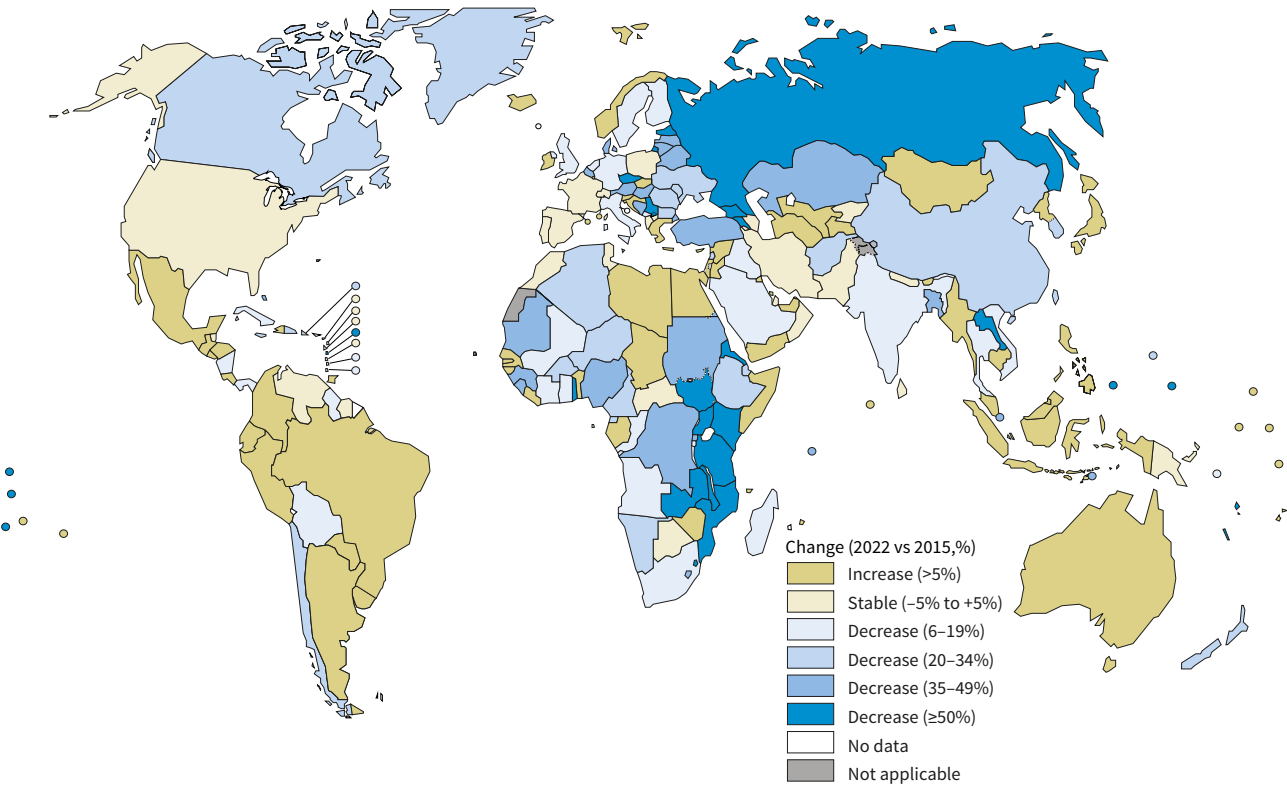 Change (2022 vs 2015,%)
Increase (>5%)
Stable (–5% to +5%)
Decrease (6–19%)
Decrease (20–34%)
Decrease (35–49%)
Decrease (≥50%)
No data
Not applicable